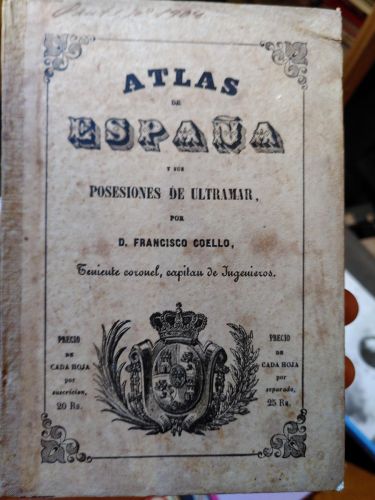 ATLAS
DE
ESPAÑA
Y SUS
POSESIONES DE ULTRAMAR,
POR
D. FRANCISCO COELLO,
Teniente coronel, capitan de Ingenieros.
PRECIO
DE
CADA HOJA
por
suscricion,
20 Rs.
PRECIO
DE
CADA HOJA
por
separado,
25 Rs.